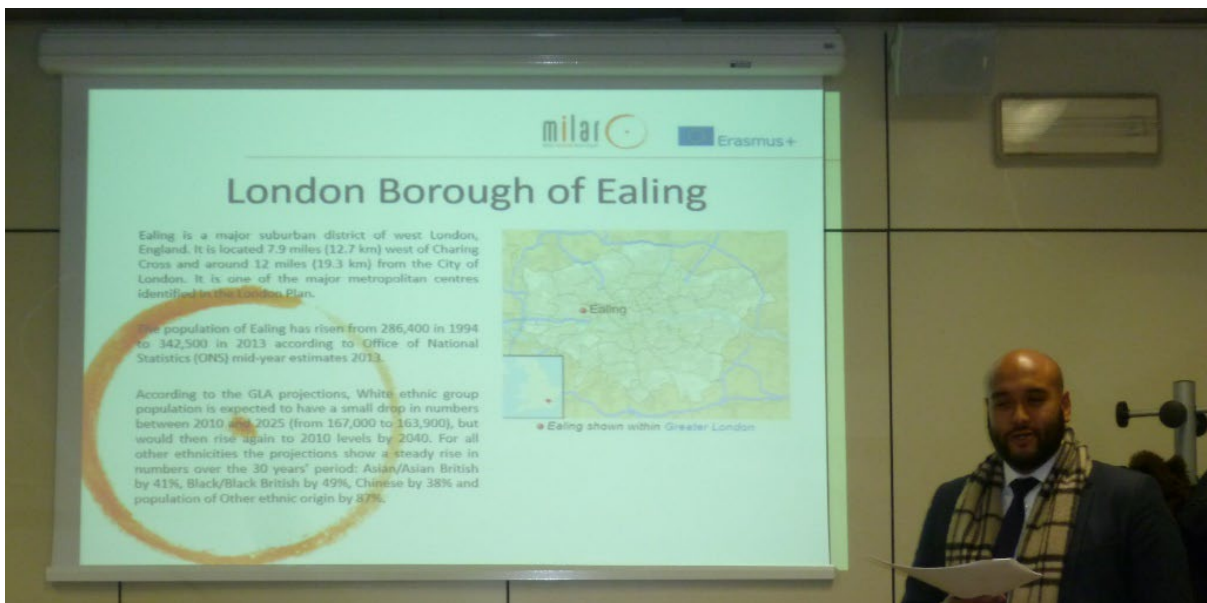 milar
Erasmus+
London Borough of Ealing
Ealing is a major suburban district of west London,
England. It is located 7.9 miles (12.7 km) west of Charing
Cross and around 12 miles (19.3 km) from the City of
London. It is one of the major metropolitan centres
identified in the London Plan.
The population of Ealing has risen from 286,400 in 1994
to 342,500 in 2013 according to Office of National
Statistics (ONS) mid-year estimates 2013.
According to the GLA projections, White ethnic group
population is expected to have a small drop in numbers
between 2010 and 2025 (from 167,000 to 163,900), but
would then rise again to 2010 levels by 2040. For all
other ethnicities the projections show a steady rise in
numbers over the 30 years' period: Asian/Asian British
by 41%, Black/Black British by 49%, Chinese by 38% and
population of Other ethnic origin by 87%.
Ealing
Ealing shown within Greater London